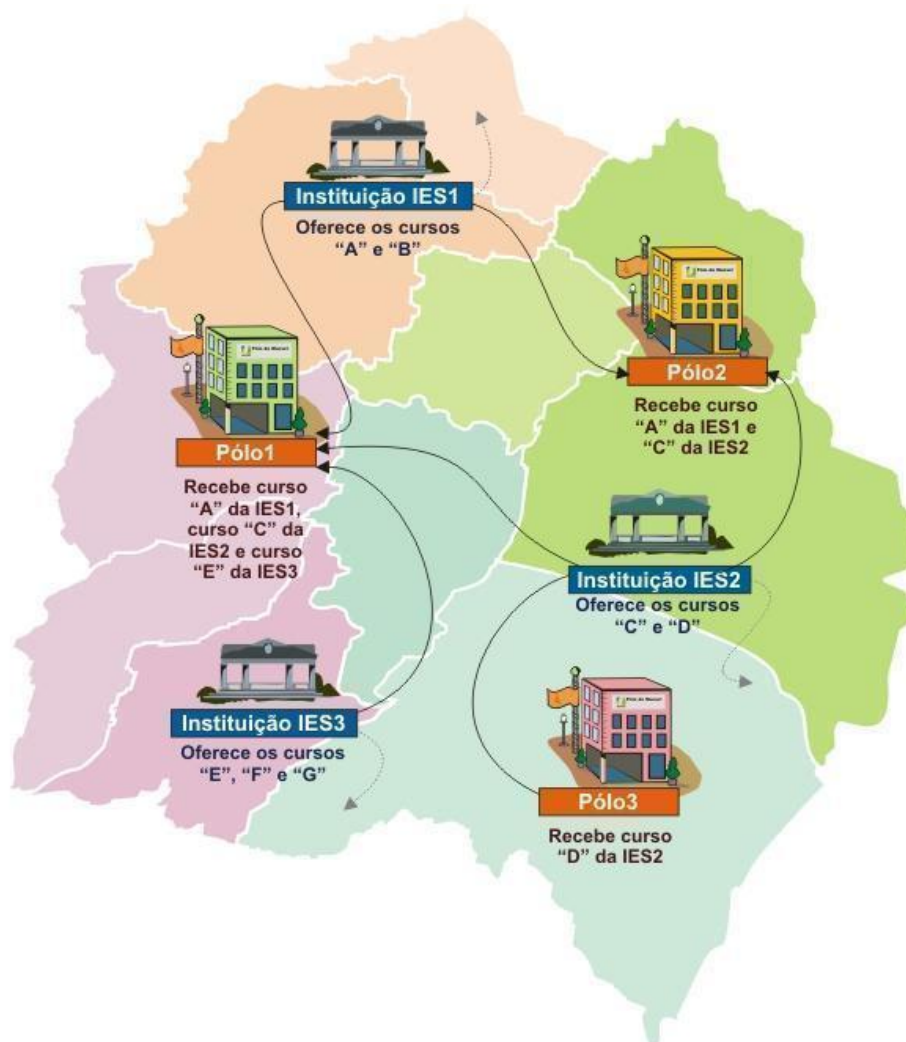 Instituição IES1
Oferece os cursos
“A” e “B”
Pólo2
Recebe curso
“A” da IES1 e
“C” da IES2
Pólo1
Recebe curso
“A” da IES1,
curso “C” da
IES2 e curso
“E” da IES3
Instituição IES2
Oferece os cursos
“C” e “D”
Instituição IES3
Oferece os cursos
“E”, “F” e “G”
Pólo3
Recebe curso
“D” da IES2